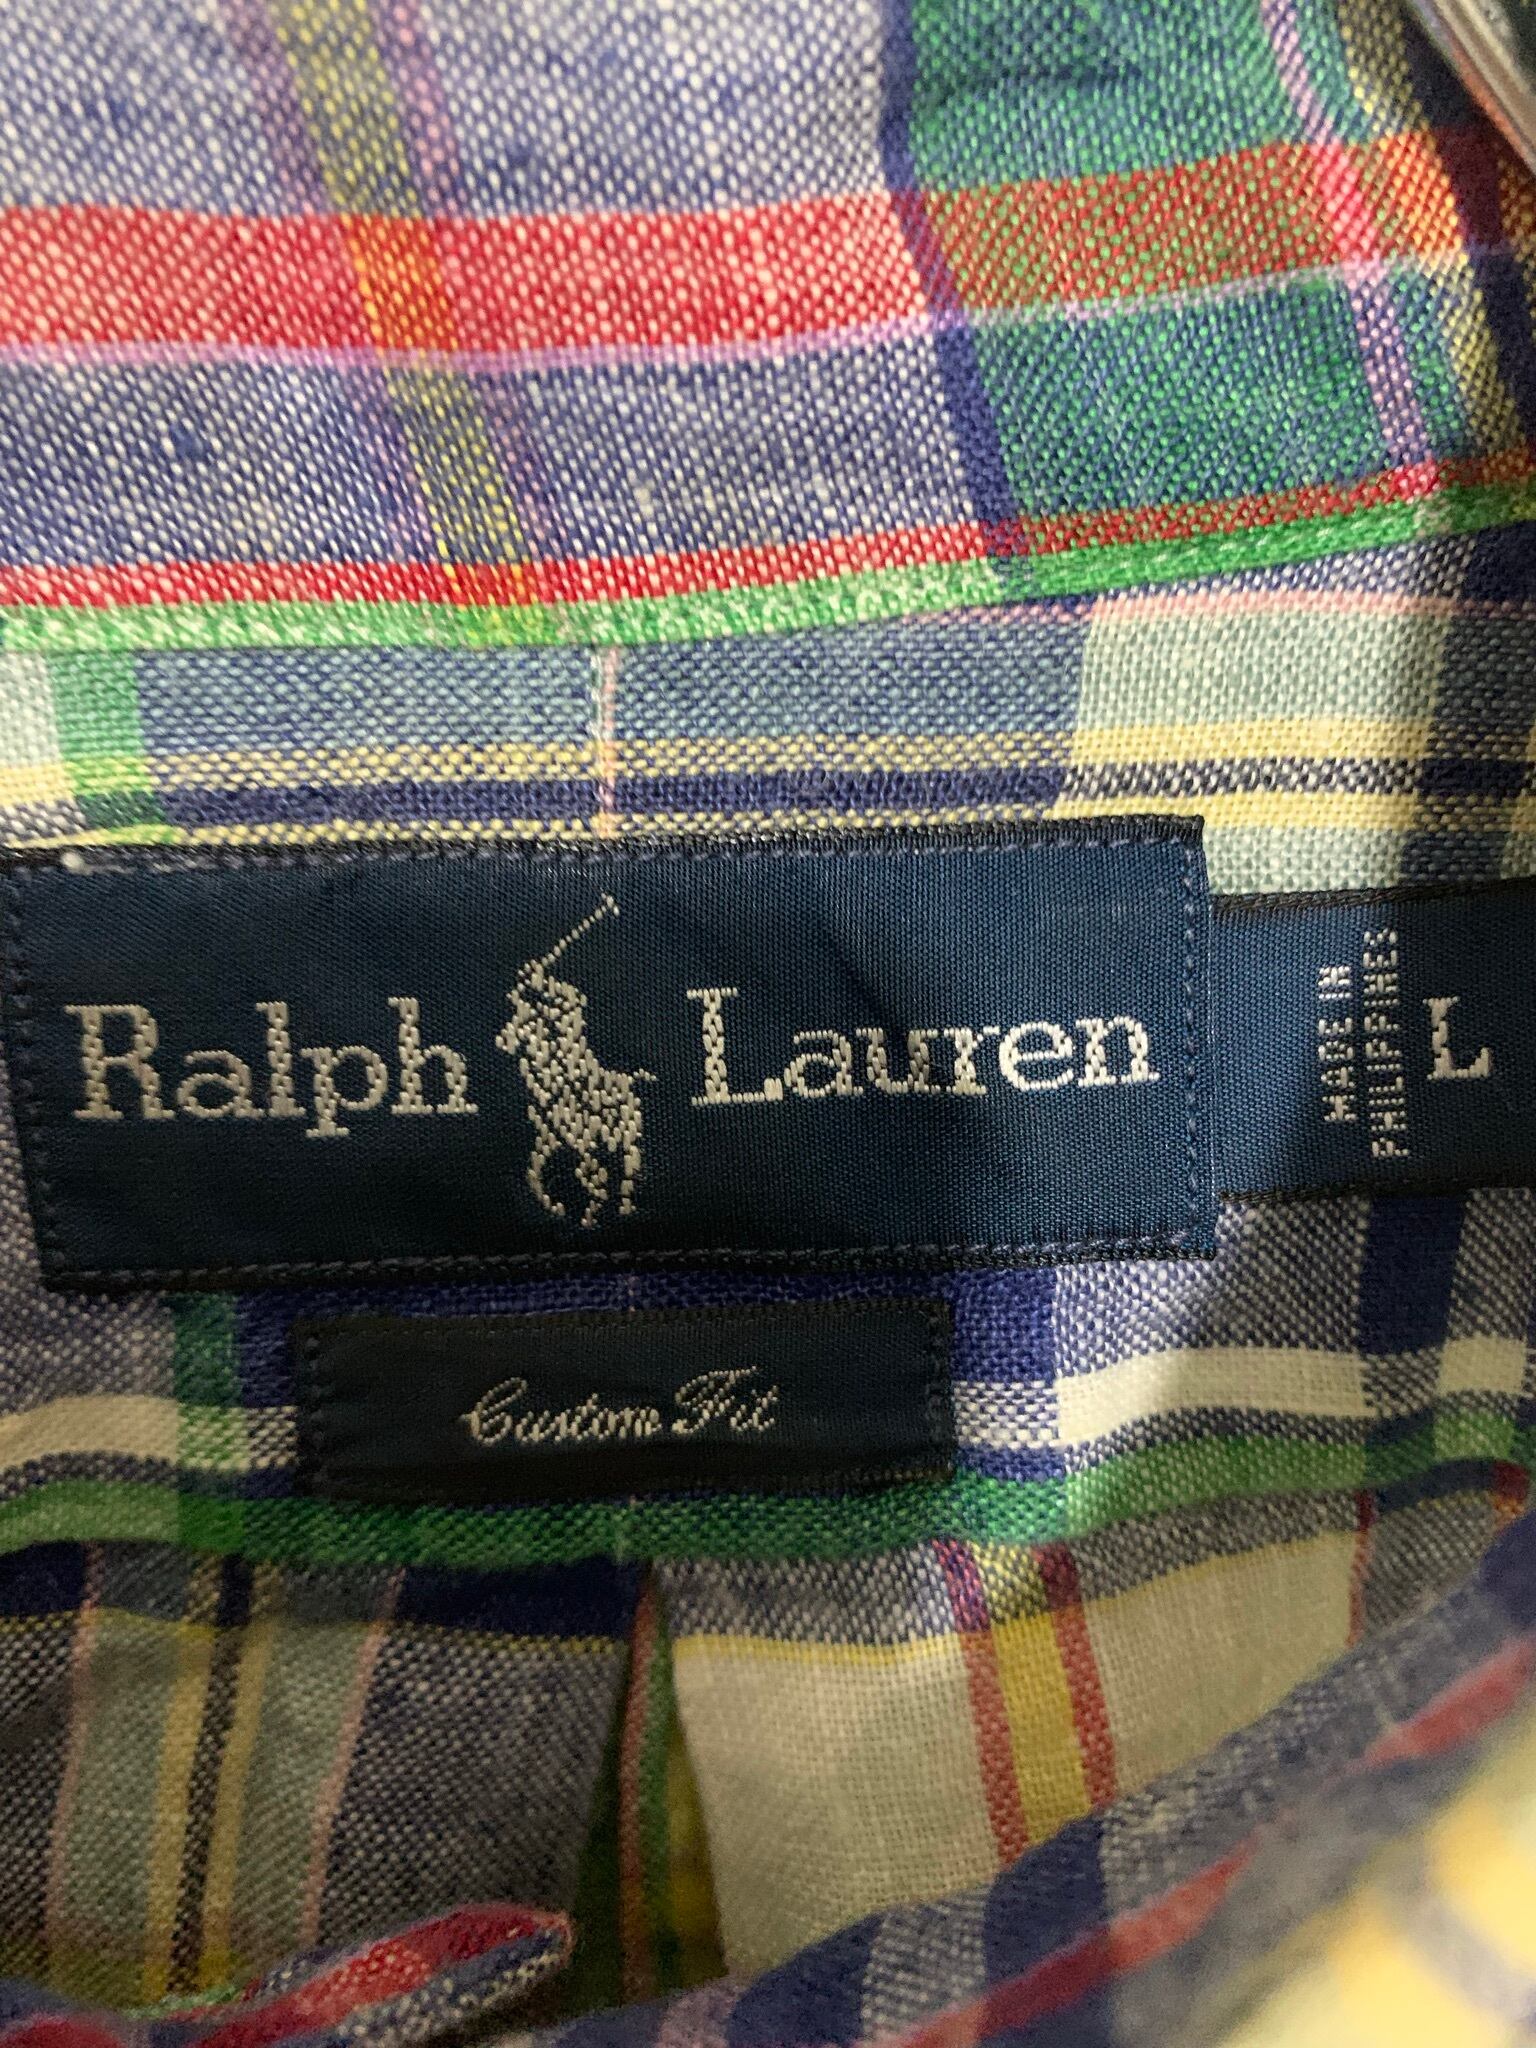 Ralph Lauren
MADE IN
PHILIPPINES
L
Custom Fit